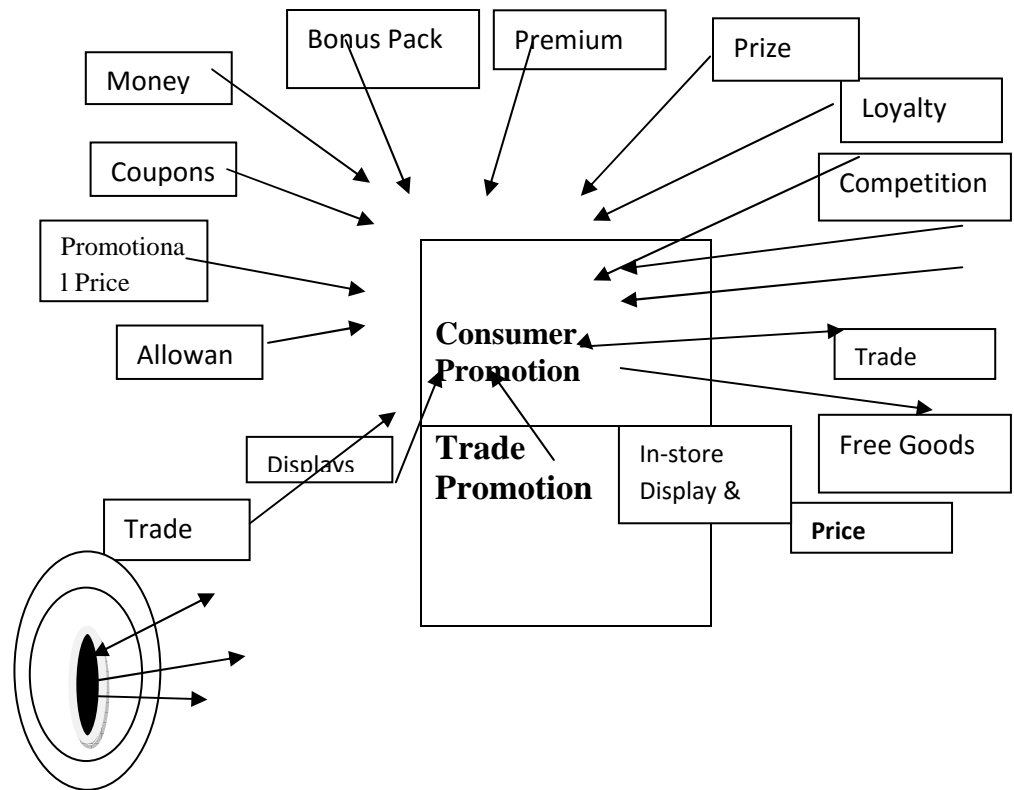 Bonus Pack
Premium
Prize
Money
Loyalty
Coupons
Competition
Promotiona
l Price
Consumer
Promotion
Allowan
Trade
Trade
Promotion
In-store
Display &
Free Goods
Displays
Price
Trade